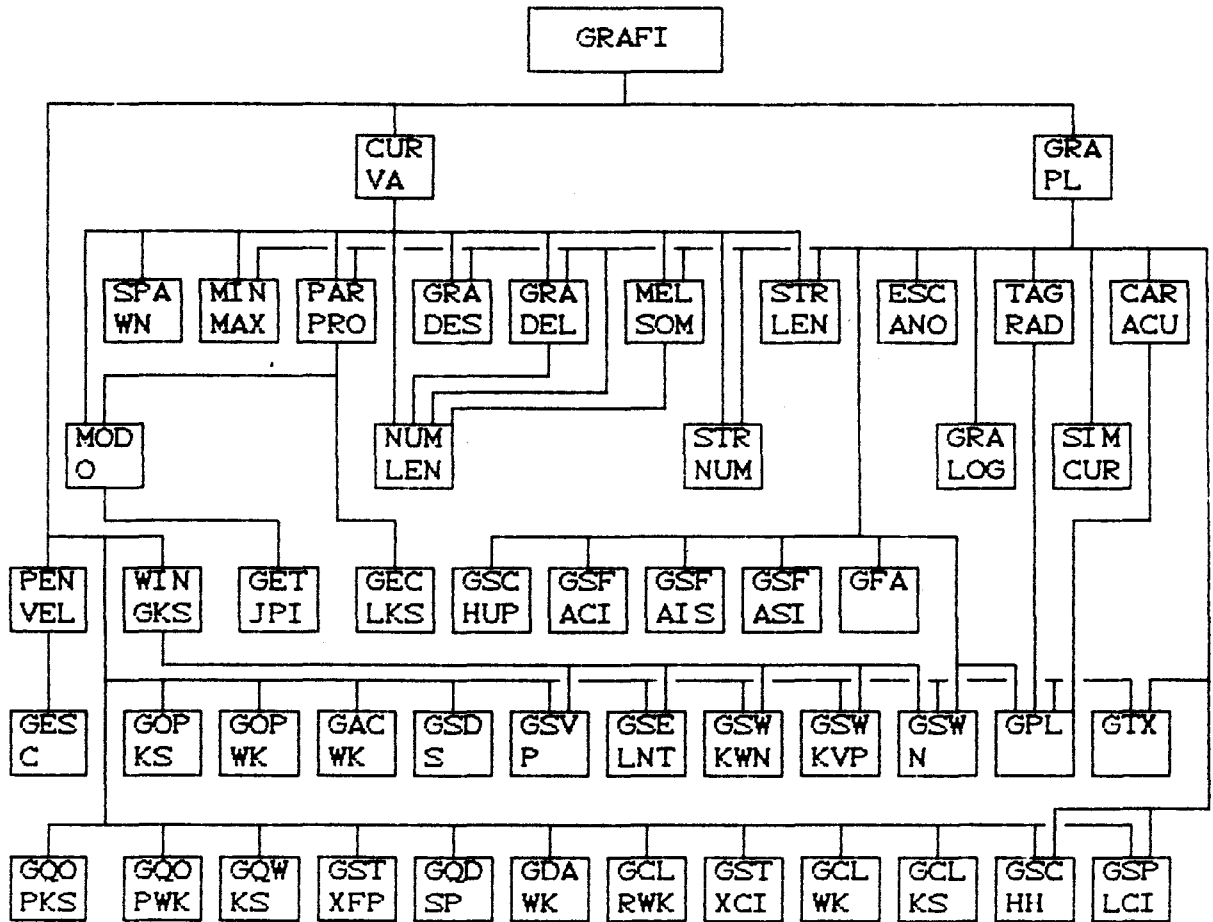 GRAFI
CUR
VA
GRA
PL
SPA
WN
MIN
MAX
PAR
PRO
GRA
DES
GRA
DEL
MEL
SOM
STR
LEN
ESC
ANO
TAG
RAD
CAR
ACU
MOD
O
NUM
LEN
STR
NUM
GRA
LOG
SIM
CUR
PEN
VEL
WIN
GKS
GET
JPI
GEC
LKS
GSC
HUP
GSF
ACI
GSF
AIS
GSF
ASI
GFA
GES
C
GOP
KS
GOP
WK
GAC
WK
GSD
S
GSV
P
GSE
LNT
GSW
KWN
GSW
KVP
GSW
N
GPL
GTX
GQO
PKS
GQO
PWK
GQW
KS
GST
XFP
GQD
SP
GDA
WK
GCL
RWK
GST
XCI
GCL
WK
GCL
KS
GSC
HH
GSP
LCI